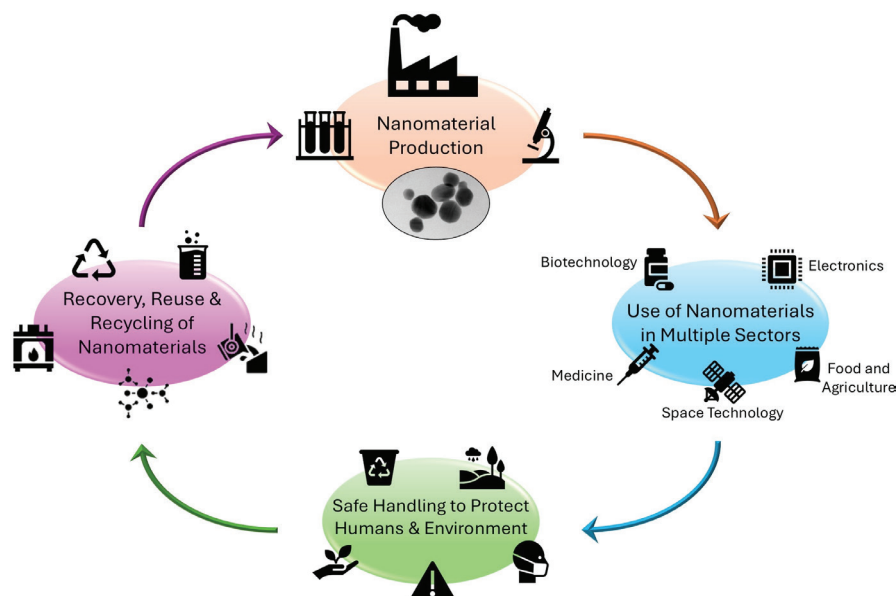 Nanomaterial
Production
Biotechnology
Electronics
Use of Nanomaterials
in Multiple Sectors
Medicine
Food and
Agriculture
Space Technology
Safe Handling to Protect
Humans & Environment
Recovery, Reuse &
Recycling of
Nanomaterials